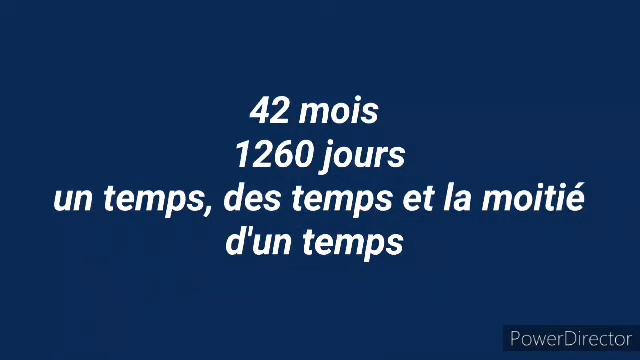 42 mois
1260 jours
un temps, des temps et la moitié
d'un temps
PowerDirector